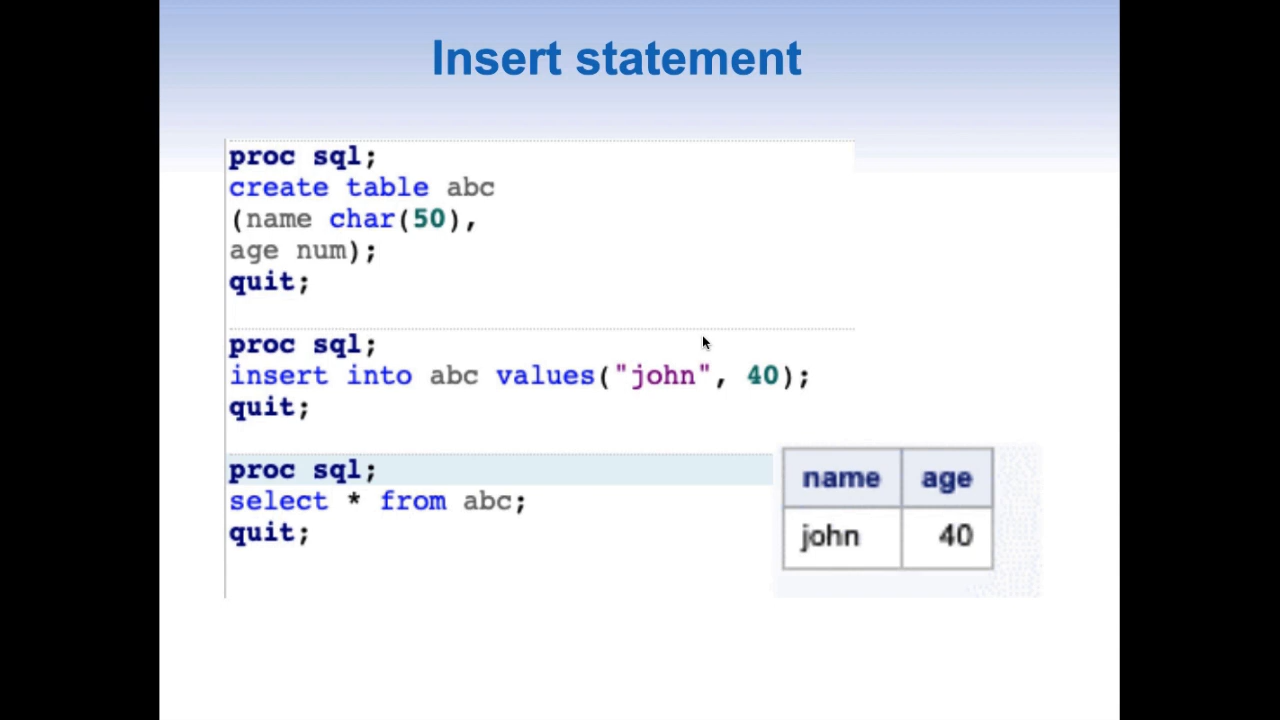 Insert statement
proc sql;
create table abc
(name char(50),
age num);
quit;
proc sql;
insert into abc values("john", 40);
quit;
proc sql;
select * from abc;
quit;
name age
john 40